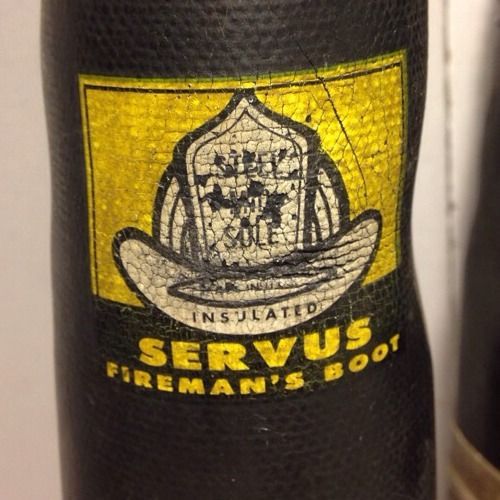 STEEL
SOLE
INSULATED
SERVUS
FIREMAN'S BOOT